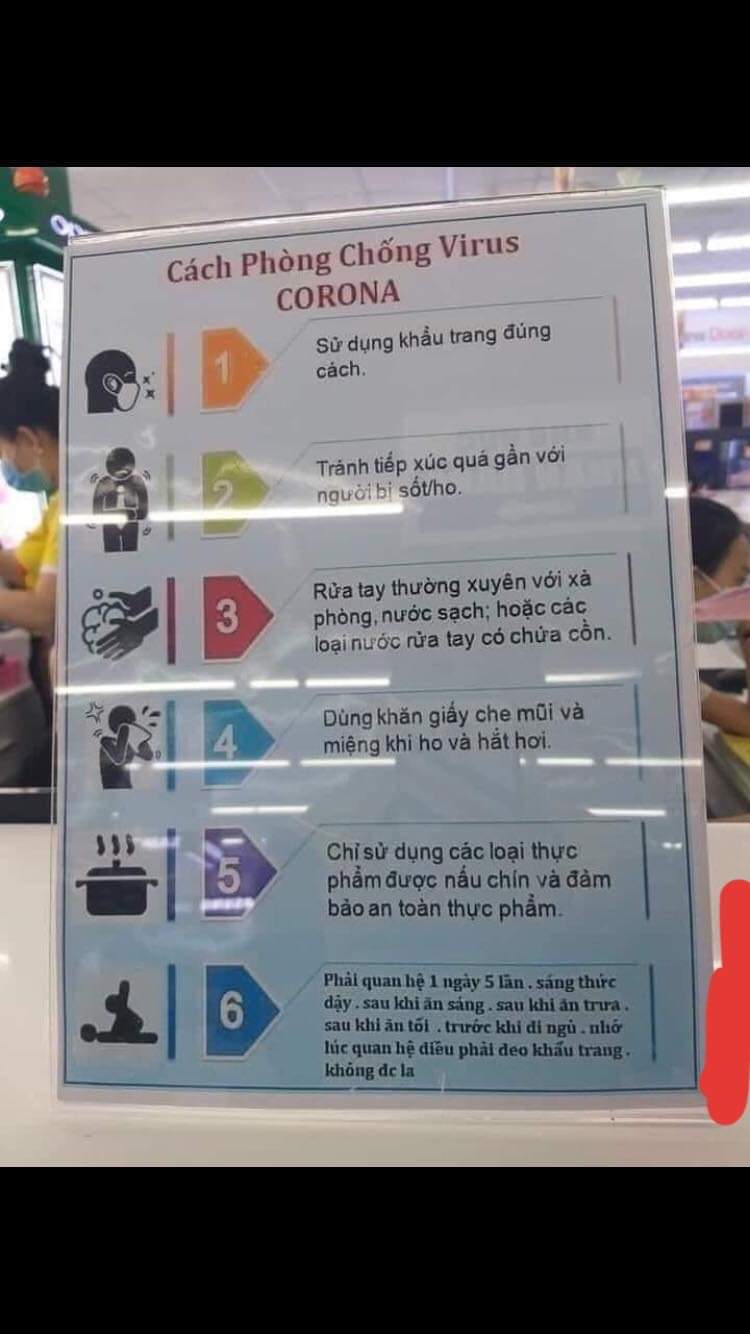 Cách Phòng Chống Virus
CORONA
1
Sử dụng khẩu trang đúng
cách.
2
Tránh tiếp xúc quá gần với
người bị sốt/ho.
3
Rửa tay thường xuyên với xà
phòng, nước sạch; hoặc các
loại nước rửa tay có chứa cồn.
4
Dùng khăn giấy che mũi và
miệng khi ho và hắt hơi.
5
Chỉ sử dụng các loại thực
phẩm được nấu chín và đảm
bảo an toàn thực phẩm.
6
Phải quan hệ 1 ngày 5 lần . sáng thức
dậy . sau khi ăn sáng . sau khi ăn trưa .
sau khi ăn tối . trước khi đi ngủ . nhớ
lúc quan hệ điều phải đeo khẩu trang .
không đc la